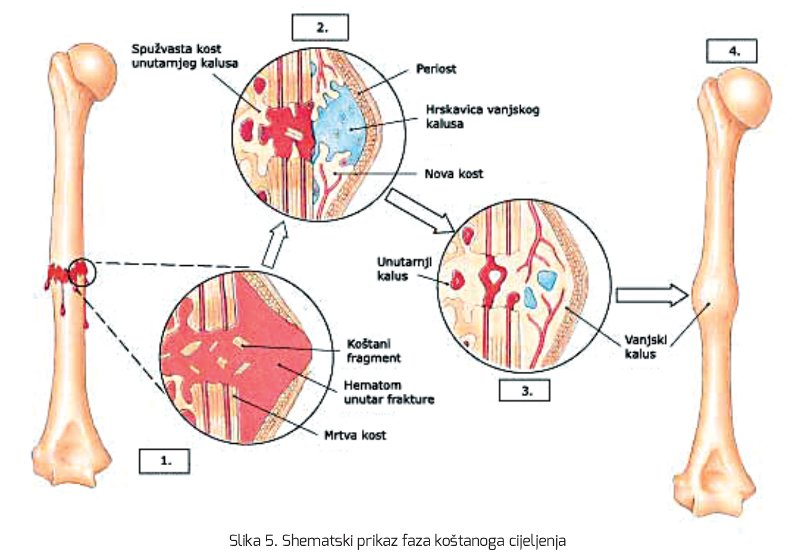 2.
4.
Spužvasta kost
unutarnjeg kalusa
Periost
Hrskavica vanjskog
kalusa
Nova kost
Unutarnji
kalus
Koštani
fragment
Hematom
unutar frakture
Mrtva kost
1.
Vanjski
kalus
3.
Slika 5. Shematski prikaz faza koštanoga cijeljenja